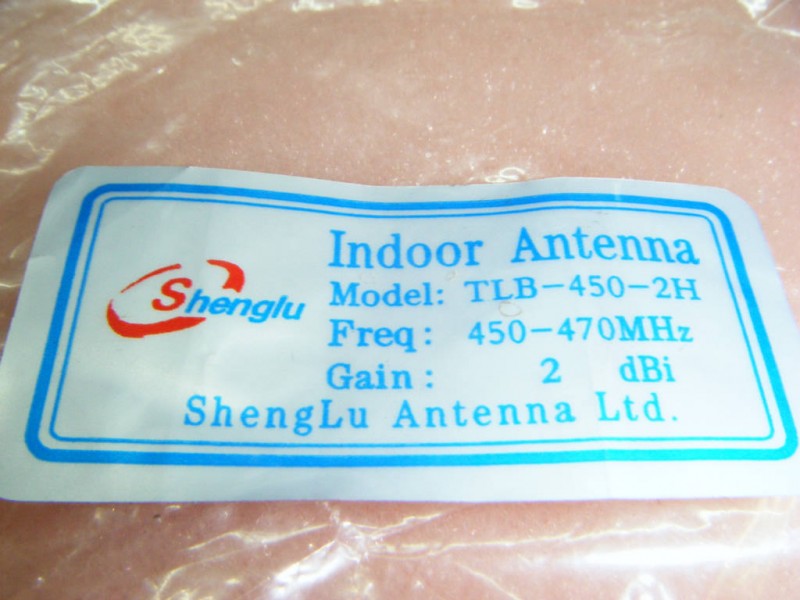 Indoor Antenna
Shenglu
Model: TLB-450-2H
Freq: 450-470MHz
Gain: 2 dBi
ShengLu Antenna Ltd.